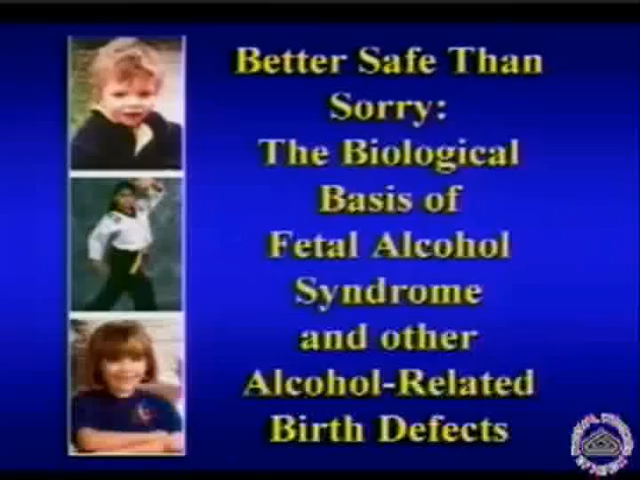 Better Safe Than
Sorry:
The Biological
Basis of
Fetal Alcohol
Syndrome
and other
Alcohol-Related
Birth Defects